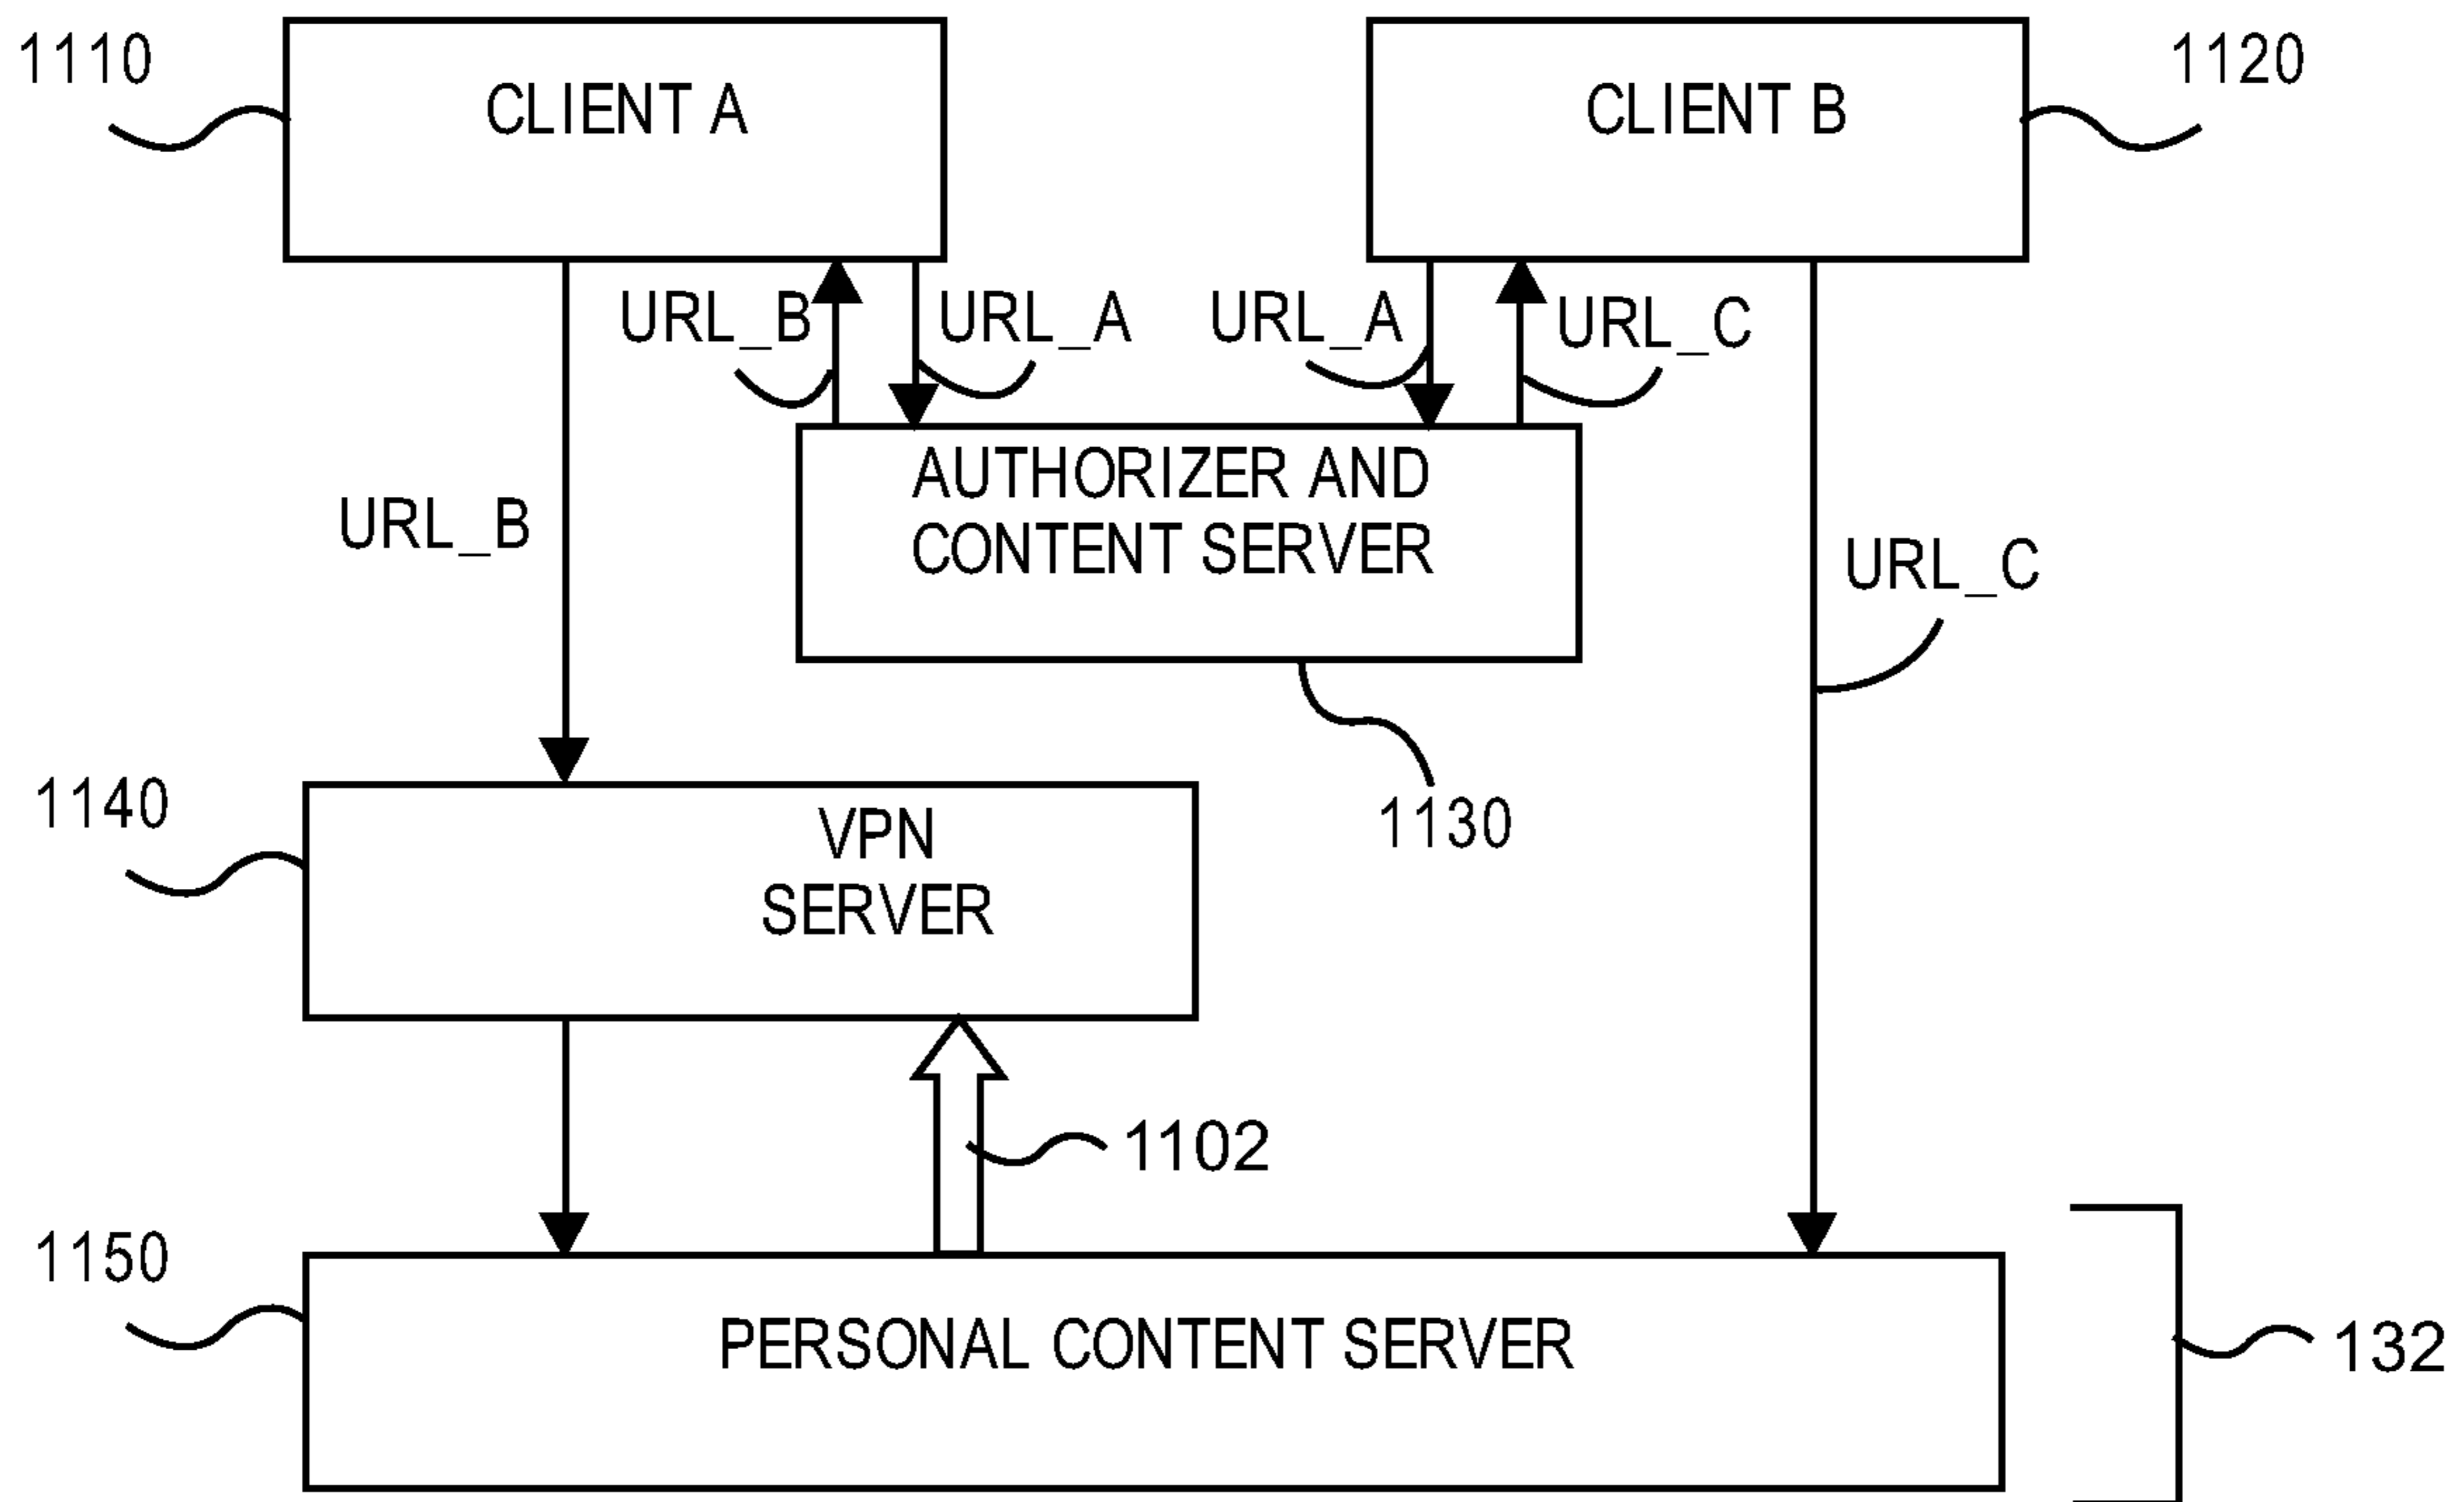 1110
CLIENT A
CLIENT B
1120
URL_B
URL_A
URL_A
URL_C
AUTHORIZER AND
CONTENT SERVER
URL_B
URL_C
1140
VPN
SERVER
1130
1102
1150
PERSONAL CONTENT SERVER
132